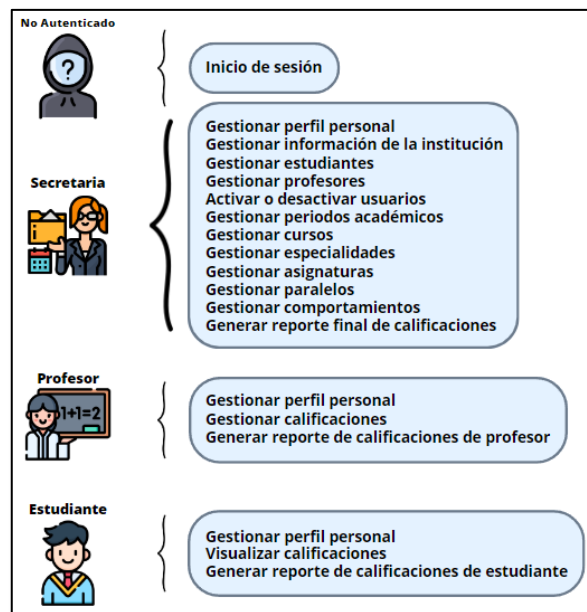 No Autenticado
?
Inicio de sesión
Secretaria
Gestionar perfil personal
Gestionar información de la institución
Gestionar estudiantes
Gestionar profesores
Activar o desactivar usuarios
Gestionar periodos académicos
Gestionar cursos
Gestionar especialidades
Gestionar asignaturas
Gestionar paralelos
Gestionar comportamientos
Generar reporte final de calificaciones
Profesor
1+1=2
Gestionar perfil personal
Gestionar calificaciones
Generar reporte de calificaciones de profesor
Estudiante
Gestionar perfil personal
Visualizar calificaciones
Generar reporte de calificaciones de estudiante